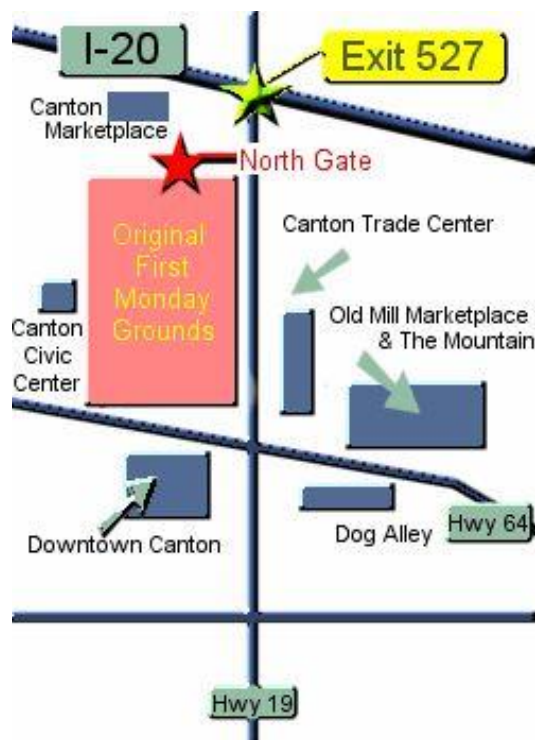 I-20
Exit 527
Canton
Marketplace
North Gate
Original
First
Monday
Grounds
Canton Trade Center
Old Mill Marketplace
& The Mountain
Canton
Civic
Center
Downtown Canton
Dog Alley
Hwy 64
Hwy 19